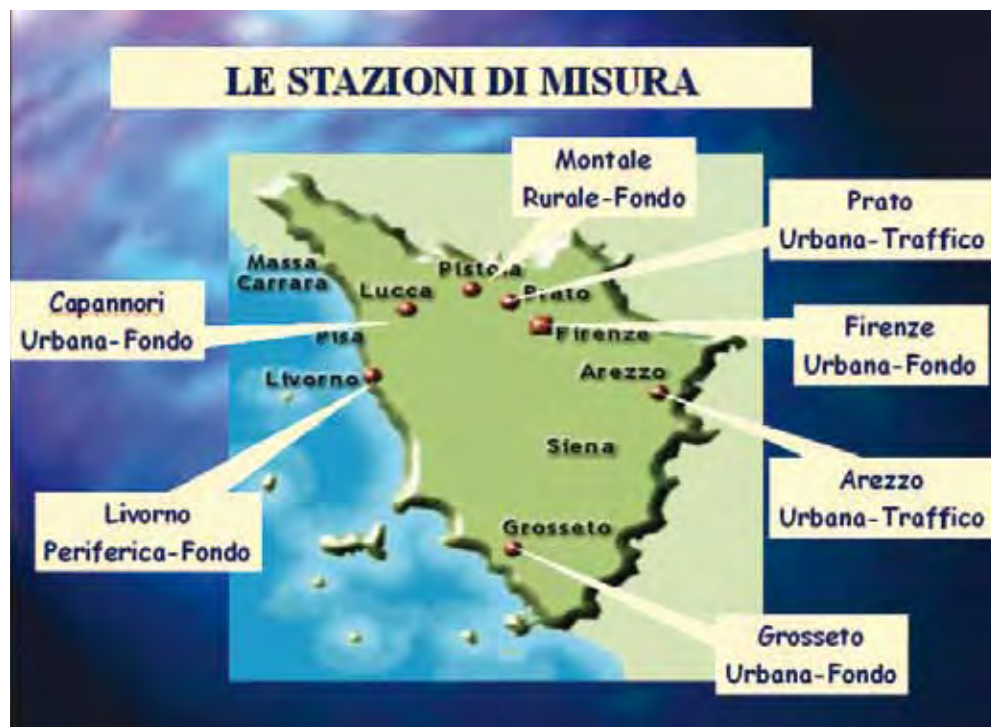 LE STAZIONI DI MISURA
Montale
Rurale-Fondo
Prato
Urbana-Traffico
Massa
Carrara
Pistoia
Lucca
Prato
Capannori
Urbana-Fondo
Firenze
Urbana-Fondo
Pisa
Firenze
Livorno
Arezzo
Siena
Arezzo
Urbana-Traffico
Livorno
Periferica-Fondo
Grosseto
Grosseto
Urbana-Fondo